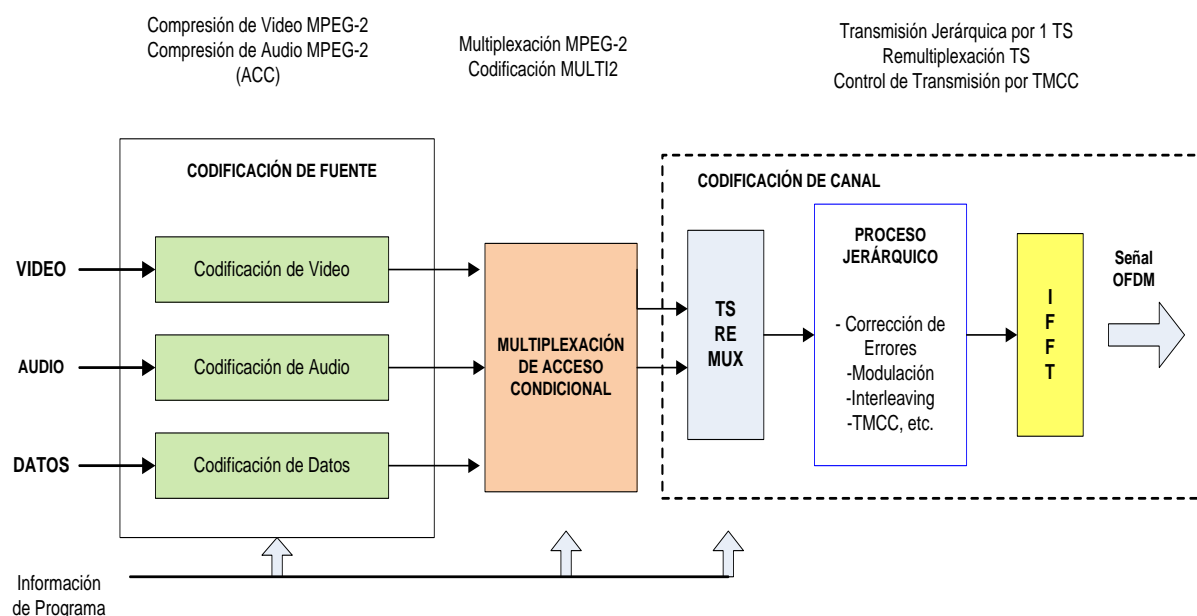 Compresión de Video MPEG-2
Compresión de Audio MPEG-2
(ACC)
Multiplexación MPEG-2
Codificación MULTI2
Transmisión Jerárquica por 1 TS
Remultiplexación TS
Control de Transmisión por TMCC
CODIFICACIÓN DE FUENTE
CODIFICACIÓN DE CANAL
VIDEO
Codificación de Video
AUDIO
Codificación de Audio
DATOS
Codificación de Datos
MULTIPLEXACIÓN
DE ACCESO
CONDICIONAL
TS
RE
MUX
PROCESO
JERÁRQUICO
- Corrección de
Errores
-Modulación
-Interleaving
-TMCC, etc.
I
F
F
T
Señal
OFDM
Información
de Programa